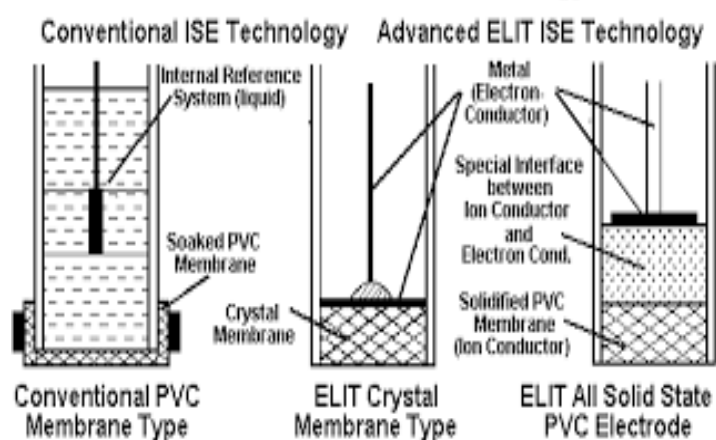 Conventional ISE Technology
Advanced ELIT ISE Technology
Internal Reference
System (liquid)
Soaked PVC
Membrane
Crystal
Membrane
Metal
(Electron-
Conductor)
Special Interface
between
Ion Conductor
and
Electron Cond.
Solidified PVC
Membrane
(Ion Conductor)
Conventional PVC
Membrane Type
ELIT Crystal
Membrane Type
ELIT All Solid State
PVC Electrode